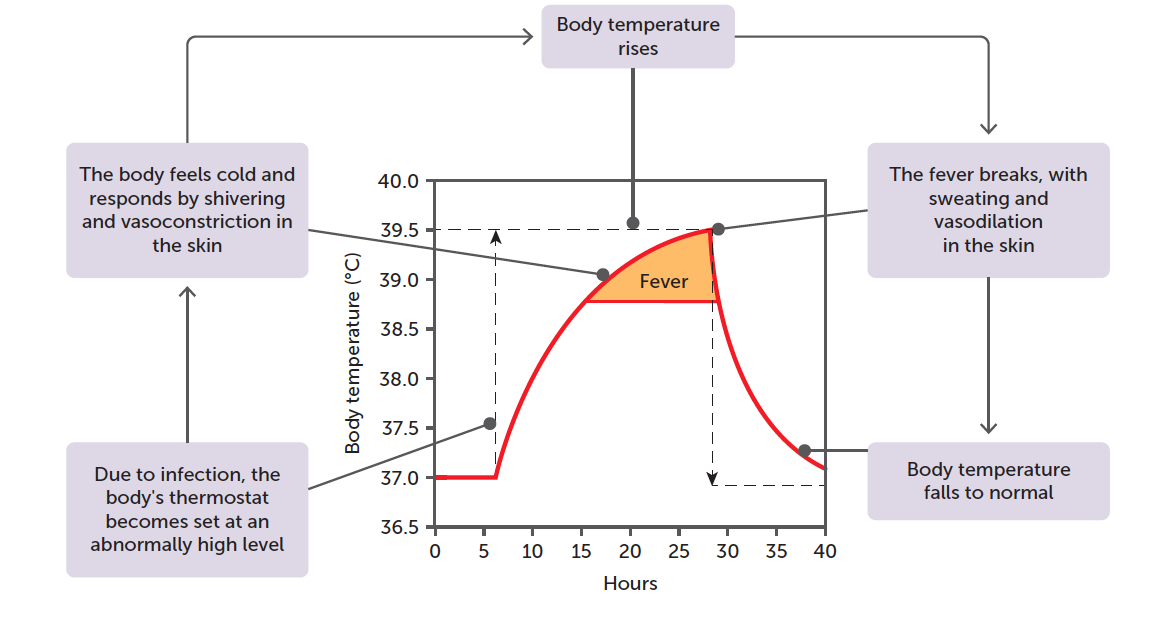 Body temperature
rises
The body feels cold and
responds by shivering
and vasoconstriction in
the skin
The fever breaks, with
sweating and
vasodilation
in the skin
Due to infection, the
body's thermostat
becomes set at an
abnormally high level
Body temperature
falls to normal
Body temperature (°C)
40.0
39.5
39.0
38.5
38.0
37.5
37.0
36.5
Fever
0 5 10 15 20 25 30 35 40
Hours